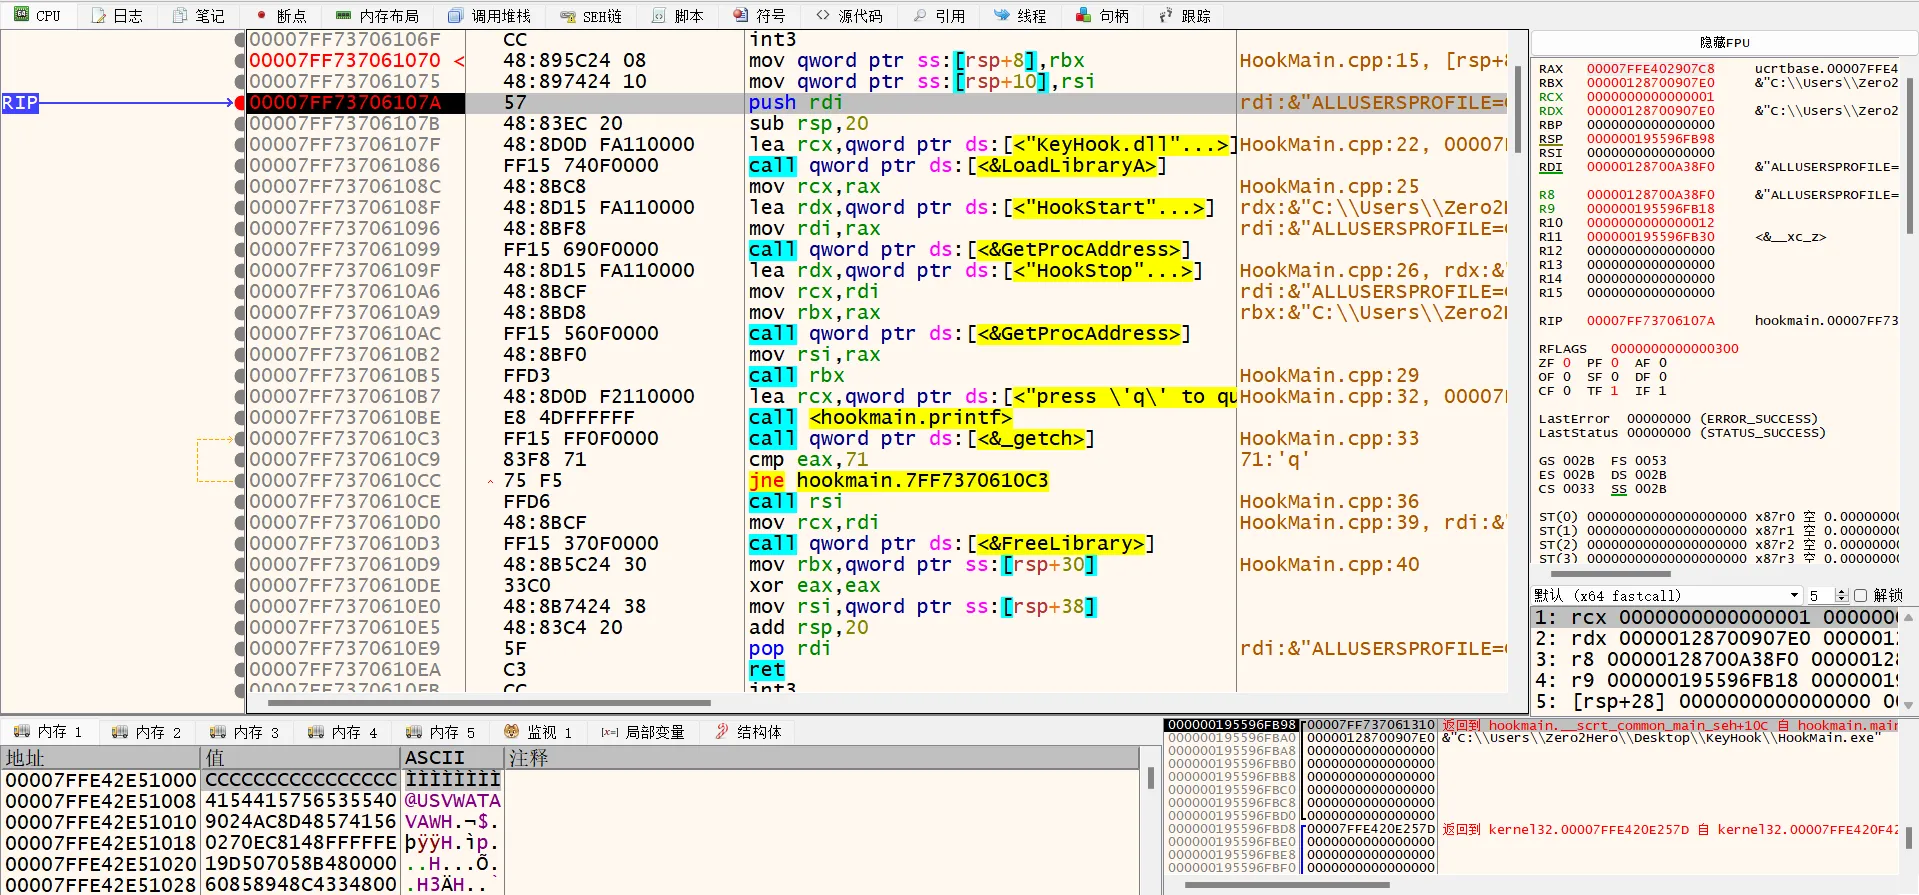 CPU 日志 笔记 断点 内存布局 调用堆栈 SEH链 脚本 符号 源代码 引用 线程 句柄 跟踪
RIP
00007FF73706106F CC int3
00007FF737061070 < 48:895C24 08 mov qword ptr ss:[rsp+8],rbx HookMain.cpp:15, [rsp+8
00007FF737061075 48:897424 10 mov qword ptr ss:[rsp+10],rsi
00007FF73706107A 57 push rdi rdi:&"ALLUSERSPROFILE=
00007FF73706107B 48:83EC 20 sub rsp,20
00007FF73706107F 48:8D0D FA110000 lea rcx,qword ptr ds:[<"KeyHook.dll"...>] HookMain.cpp:22, 00007
00007FF737061086 FF15 740F0000 call qword ptr ds:[<&LoadLibraryA>]
00007FF73706108C 48:8BC8 mov rcx,rax HookMain.cpp:25
00007FF73706108F 48:8D15 FA110000 lea rdx,qword ptr ds:[<"HookStart"...>] rdx:&"C:\\Users\\Zero2
00007FF737061096 48:8BF8 mov rdi,rax rdi:&"ALLUSERSPROFILE=
00007FF737061099 FF15 690F0000 call qword ptr ds:[<&GetProcAddress>]
00007FF73706109F 48:8D15 FA110000 lea rdx,qword ptr ds:[<"HookStop"...>] HookMain.cpp:26, rdx:&
00007FF7370610A6 48:8BCF mov rcx,rdi rdi:&"ALLUSERSPROFILE=
00007FF7370610A9 48:8BD8 mov rbx,rax rbx:&"C:\\Users\\Zero2
00007FF7370610AC FF15 560F0000 call qword ptr ds:[<&GetProcAddress>]
00007FF7370610B2 48:8BF0 mov rsi,rax
00007FF7370610B5 FFD3 call rbx HookMain.cpp:29
00007FF7370610B7 48:8D0D F2110000 lea rcx,qword ptr ds:[<"press \'q\' to qu HookMain.cpp:32, 00007
00007FF7370610BE E8 4DFFFFFF call <hookmain.printf>
00007FF7370610C3 FF15 FF0F0000 call qword ptr ds:[<&_getch>] HookMain.cpp:33
00007FF7370610C9 83F8 71 cmp eax,71 71:'q'
00007FF7370610CC 75 F5 jne hookmain.7FF7370610C3
00007FF7370610CE FFD6 call rsi HookMain.cpp:36
00007FF7370610D0 48:8BCF mov rcx,rdi HookMain.cpp:39, rdi:&
00007FF7370610D3 FF15 370F0000 call qword ptr ds:[<&FreeLibrary>]
00007FF7370610D9 48:8B5C24 30 mov rbx,qword ptr ss:[rsp+30] HookMain.cpp:40
00007FF7370610DE 33C0 xor eax,eax
00007FF7370610E0 48:8B7424 38 mov rsi,qword ptr ss:[rsp+38]
00007FF7370610E5 48:83C4 20 add rsp,20
00007FF7370610E9 5F pop rdi rdi:&"ALLUSERSPROFILE=
00007FF7370610EA C3 ret
00007FF7370610EB CC int3
隐藏FPU
RAX 00007FFE402907C8 ucrtbase.00007FFE4
RBX 00000128700907E0 &"C:\\Users\\Zero2
RCX 0000000000000001
RDX 00000128700907E0 &"C:\\Users\\Zero2
RBP 0000000000000000
RSP 000000195596FB98
RSI 0000000000000000
RDI 00000128700A38F0 &"ALLUSERSPROFILE=
R8 00000128700A38F0 &"ALLUSERSPROFILE=
R9 000000195596FB18
R10 0000000000000012
R11 000000195596FB30 <&__xc_z>
R12 0000000000000000
R13 0000000000000000
R14 0000000000000000
R15 0000000000000000
RIP 00007FF73706107A hookmain.00007FF73
RFLAGS 0000000000000300
ZF 0 PF 0 AF 0
OF 0 SF 0 DF 0
CF 0 TF 1 IF 1
LastError 00000000 (ERROR_SUCCESS)
LastStatus 00000000 (STATUS_SUCCESS)
GS 002B FS 0053
ES 002B DS 002B
CS 0033 SS 002B
ST(0) 00000000000000000000 x87r0 空 0.0000000
ST(1) 00000000000000000000 x87r1 空 0.0000000
ST(2) 00000000000000000000 x87r2 空 0.0000000
ST(3) 00000000000000000000 x87r3 空 0.0000000
默认 (x64 fastcall) 5 解锁
1: rcx 0000000000000001 000000
2: rdx 00000128700907E0 000001
3: r8 00000128700A38F0 0000012
4: r9 000000195596FB18 0000001
5: [rsp+28] 0000000000000000 0
内存 1 内存 2 内存 3 内存 4 内存 5 监视 1 局部变量 结构体
地址 值 ASCII 注释
00007FFE42E51000 CCCCCCCCCCCCCCCC ÌÌÌÌÌÌÌÌ
00007FFE42E51008 4154415756535540 @USVWATA
00007FFE42E51010 9024AC8D48574156 VAWH.¬$.
00007FFE42E51018 0270EC8148FFFFFE þÿÿH.ìp.
00007FFE42E51020 19D507058B480000 ..H...Õ.
00007FFE42E51028 60858948C4334800 .H3ÄH..`
000000195596FB98 00007FF737061310 返回到 hookmain.__scrt_common_main_seh+10C 自 hookmain.main
000000195596FBA0 00000128700907E0 &"C:\\Users\\Zero2Hero\\Desktop\\KeyHook\\HookMain.exe"
000000195596FBA8 0000000000000000
000000195596FBB0 0000000000000000
000000195596FBB8 0000000000000000
000000195596FBC0 0000000000000000
000000195596FBC8 0000000000000000
000000195596FBD0 0000000000000000
000000195596FBD8 00007FFE420E257D 返回到 kernel32.00007FFE420E257D 自 kernel32.00007FFE420F42
000000195596FBE0 0000000000000000
000000195596FBE8 0000000000000000
000000195596FBF0 0000000000000000